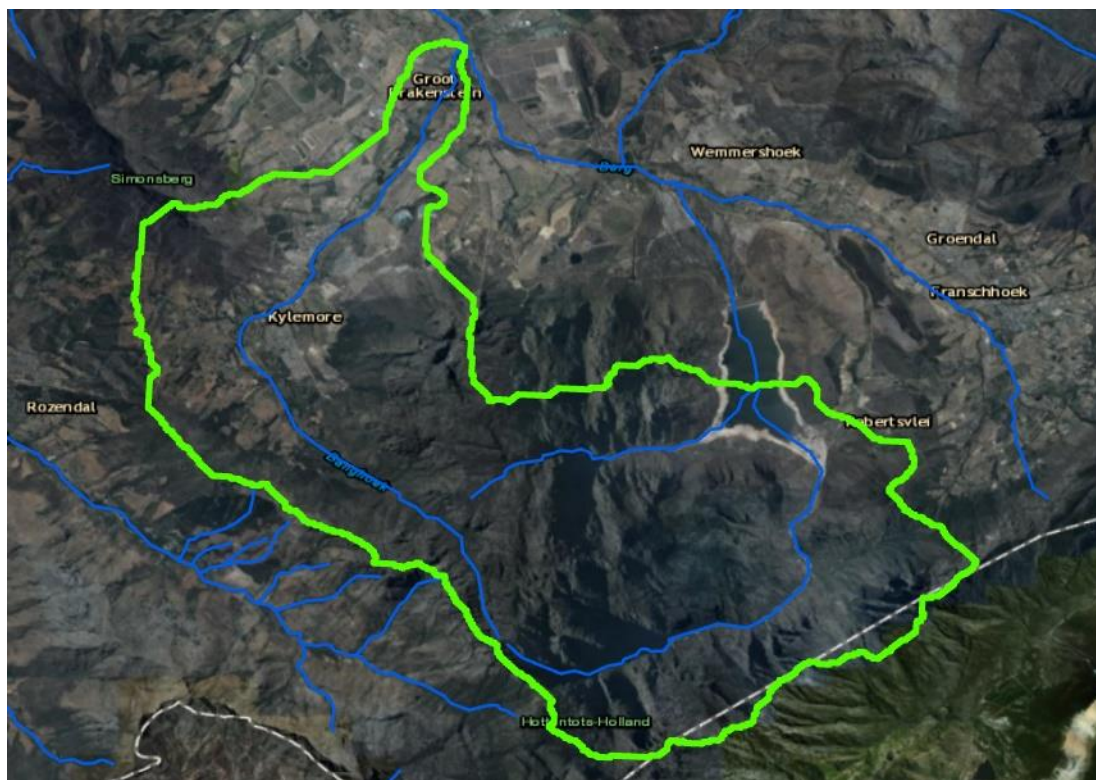 Groot
Drakenstein
Wemmershoek
Berg
Simonsberg
Groendal
Franschhoek
Kylemore
Rozendal
Robertsvlei
Banghoek
Hottentots-Holland